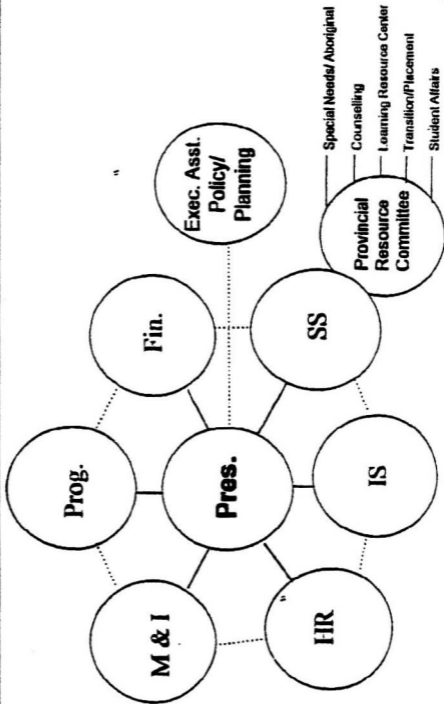 Prog.
M & I
Fin.
Exec. Asst.
Policy/
Planning
Pres.
HR
SS
IS
Provincial
Resource
Committee
Special Needs/ Aboriginal
Counselling
Learning Resource Center
Transition/Placement
Student Affairs